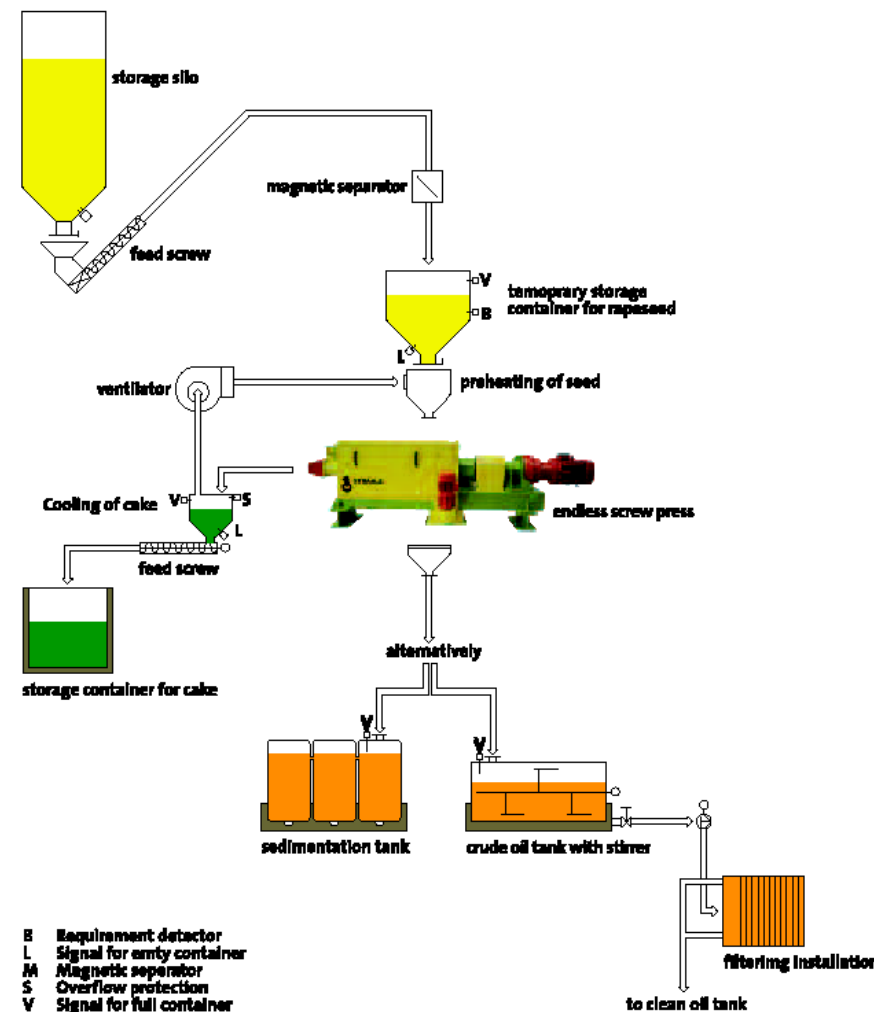 storage silo
magnetic separator
feed screw
V
temoprary storage
container for rapeseed
B
L
preheating of seed
ventilator
Cooling of cake
V
S
L
endless screw press
feed screw
storage container for cake
alternatively
V
V
sedimentation tank
crude oil tank with stirrer
filterimg installation
to clean oil tank
B Requirement detector
L Signal for emty container
M Magnetic seperator
S Overflow protection
V Signal for full container